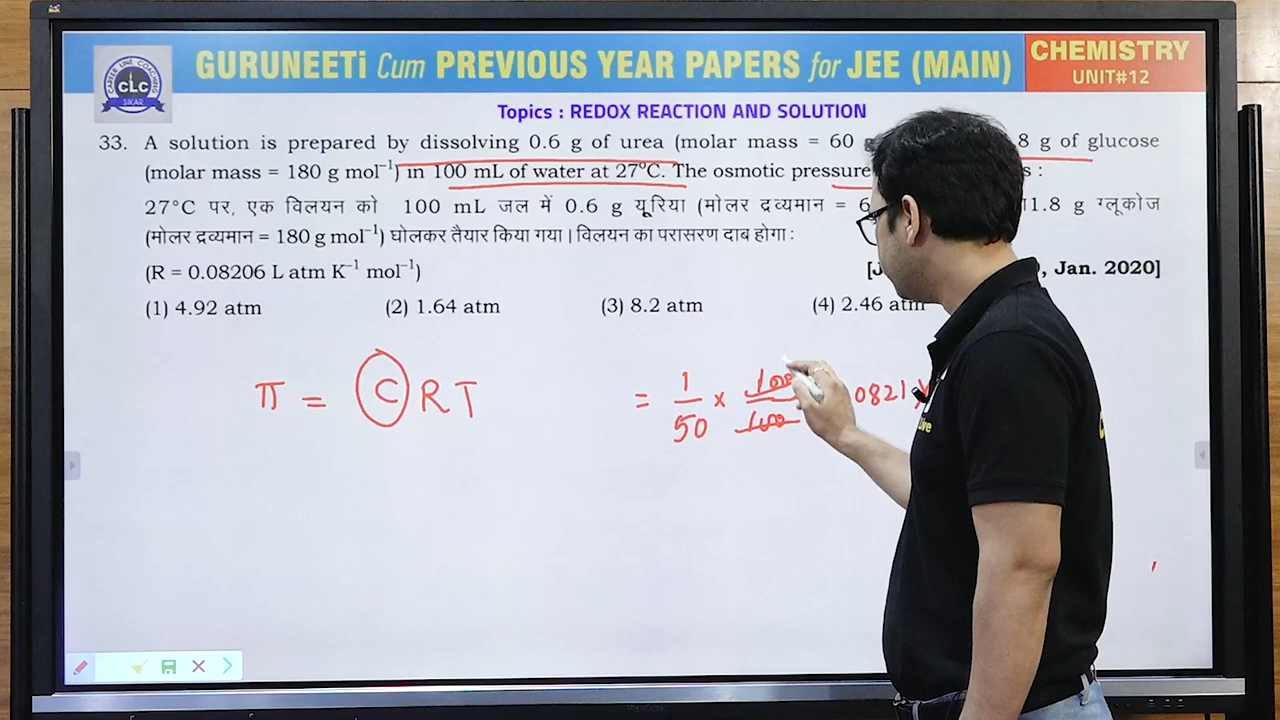 GURUNEETi Cum PREVIOUS YEAR PAPERS for JEE (MAIN)
CHEMISTRY
UNIT#12
CLC
SIKAR
Topics : REDOX REACTION AND SOLUTION
33. A solution is prepared by dissolving 0.6 g of urea (molar mass = 60 8 g of glucose
(molar mass = 180 g mol⁻¹) in 100 mL of water at 27°C. The osmotic pressure :
27°C पर, एक विलयन को 100 mL जल में 0.6 g यूरिया (मोलर द्रव्यमान = 6 1.8 g ग्लूकोज
(मोलर द्रव्यमान = 180 g mol⁻¹) घोलकर तैयार किया गया। विलयन का परासरण दाब होगा :
(R = 0.08206 L atm K⁻¹ mol⁻¹) , Jan. 2020]
(1) 4.92 atm (2) 1.64 atm (3) 8.2 atm (4) 2.46 atm
π = C R T
= 1/50 × 0821 ×